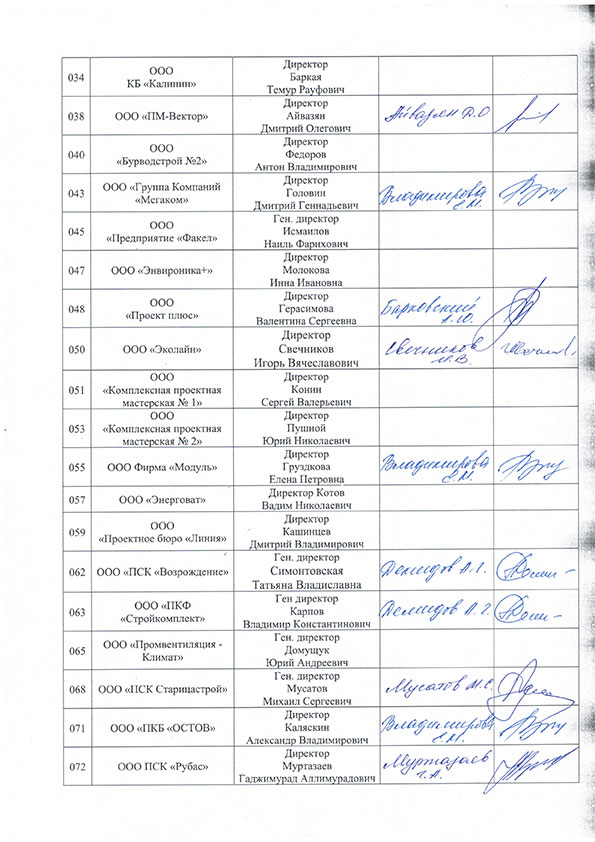 034
ООО
КБ «Калинин»
Директор
Баркая
Темур Рауфович
038
ООО «ПМ-Вектор»
Директор
Айвазян
Дмитрий Олегович
Айвазян Д.О
040
ООО
«Бурводстрой №2»
Директор
Федоров
Антон Владимирович
043
ООО «Группа Компаний
«Мегаком»
Директор
Головин
Дмитрий Геннадьевич
Владимирова
Е.М.
045
ООО
«Предприятие «Факел»
Ген. директор
Исмаилов
Наиль Фарихович
047
ООО «Энвироника+»
Директор
Молокова
Инна Ивановна
048
ООО
«Проект плюс»
Директор
Герасимова
Валентина Сергеевна
Барковский
А.Ю.
050
ООО «Эколайн»
Директор
Свечников
Игорь Вячеславович
Свечников
И.В.
051
ООО
«Комплексная проектная
мастерская № 1»
Директор
Конин
Сергей Валерьевич
053
ООО
«Комплексная проектная
мастерская № 2»
Директор
Пушной
Юрий Николаевич
055
ООО Фирма «Модуль»
Директор
Груздкова
Елена Петровна
Владимирова
Е.М.
057
ООО «Энерговат»
Директор Котов
Вадим Николаевич
059
ООО
«Проектное бюро «Линия»
Директор
Кашинцев
Дмитрий Владимирович
062
ООО «ПСК «Возрождение»
Ген. директор
Симонтовская
Татьяна Владиславна
Демидов А.Г.
063
ООО «ПКФ
«Стройкомплект»
Ген директор
Карпов
Владимир Константинович
Демидов А.Г.
065
ООО «Промвентиляция -
Климат»
Ген. директор
Домущук
Юрий Андреевич
068
ООО «ПСК Старицастрой»
Ген. директор
Мусатов
Михаил Сергеевич
Мусатов М.С.
071
ООО «ПКБ «ОСТОВ»
Директор
Каляскин
Александр Владимирович
Владимирова
Е.М.
072
ООО ПСК «Рубас»
Директор
Муртазаев
Гаджимурад Аллимурадович
Муртазаев
Г.А.